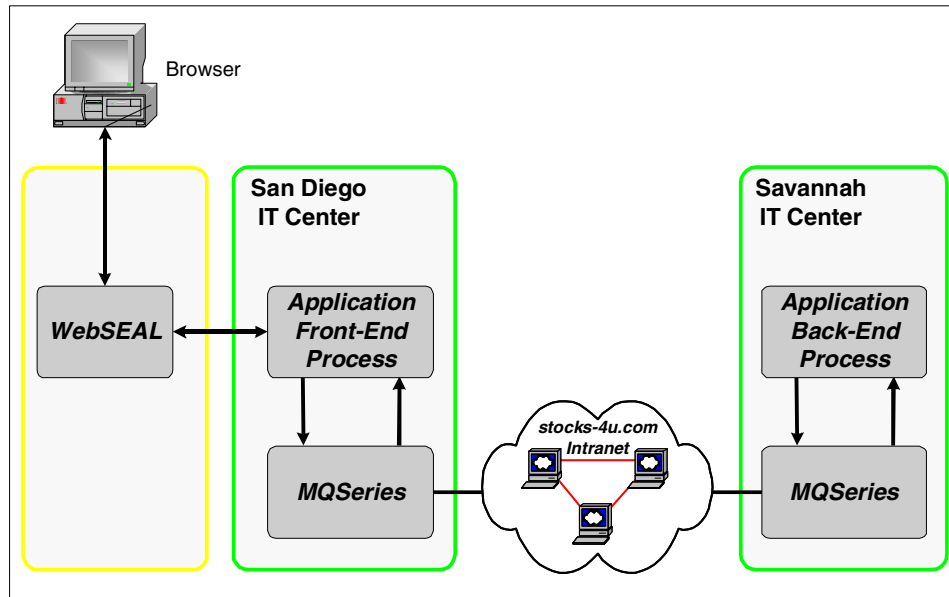 Browser
San Diego
IT Center
Savannah
IT Center
WebSEAL
Application
Front-End
Process
Application
Back-End
Process
stocks-4u.com
Intranet
MQSeries
MQSeries